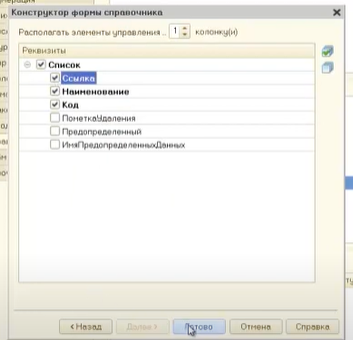 Конструктор формы справочника
Располагать элементы управления ..
1
колонку(и)
Реквизиты
Список
Ссылка
Наименование
Код
ПометкаУдаления
Предопределенный
ИмяПредопределенныхДанных
< Назад
Далее >
Готово
Отмена
Справка